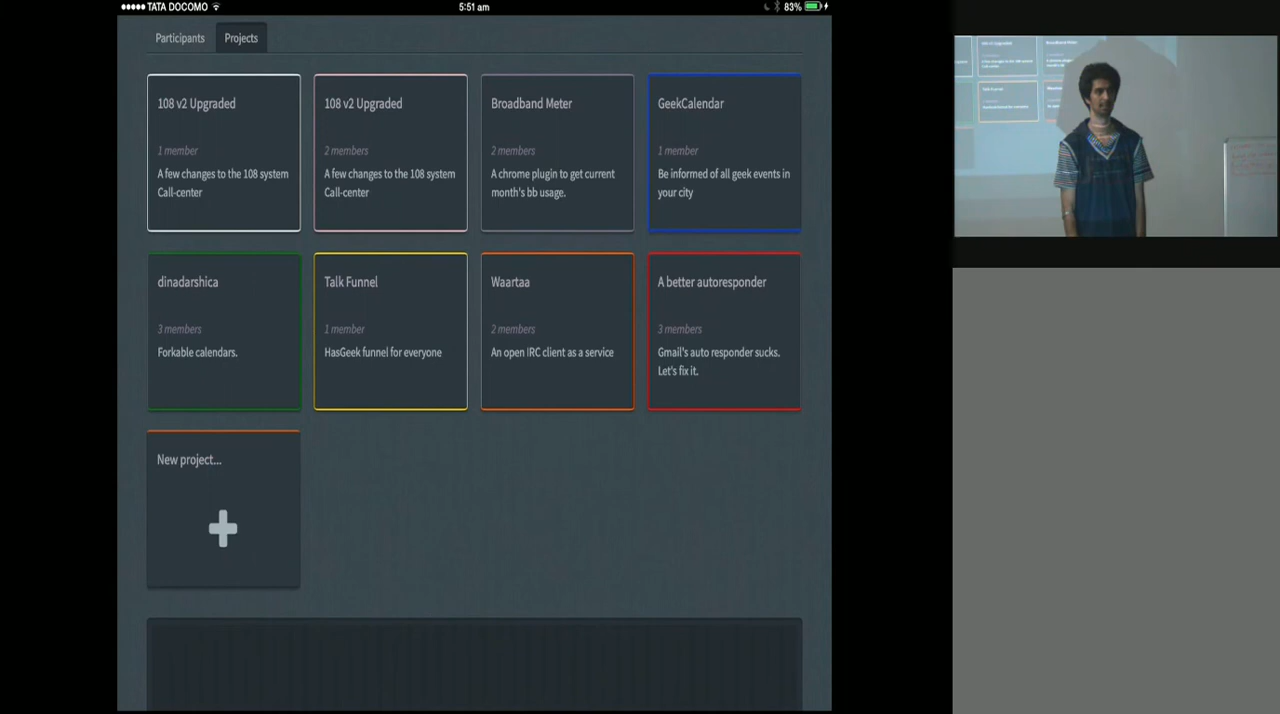 TATA DOCOMO
5:51 am
83%
Participants
Projects
108 v2 Upgraded
1 member
A few changes to the 108 system
Call-center
108 v2 Upgraded
2 members
A few changes to the 108 system
Call-center
Broadband Meter
2 members
A chrome plugin to get current
month's bb usage.
GeekCalendar
1 member
Be informed of all geek events in
your city
dinadarshica
3 members
Forkable calendars.
Talk Funnel
1 member
HasGeek funnel for everyone
Waartaa
2 members
An open IRC client as a service
A better autoresponder
3 members
Gmail's auto responder sucks.
Let's fix it.
New project...